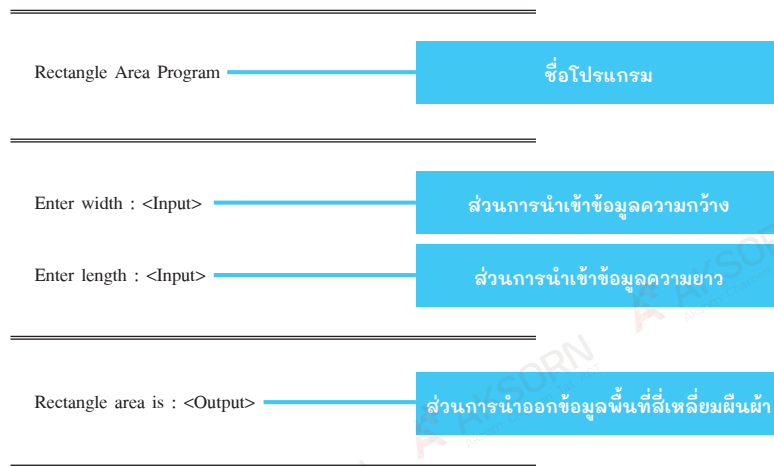 Rectangle Area Program ชื่อโปรแกรม
Enter width : <Input> ส่วนการนำเข้าข้อมูลความกว้าง
Enter length : <Input> ส่วนการนำเข้าข้อมูลความยาว
Rectangle area is : <Output> ส่วนการนำออกข้อมูลพื้นที่สี่เหลี่ยมผืนผ้า
AKSORN
AKSORN